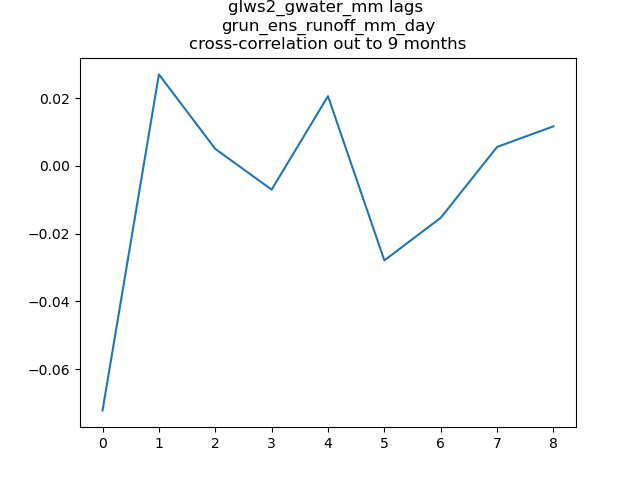 glws2_gwater_mm lags
grun_ens_runoff_mm_day
cross-correlation out to 9 months
0.02
0.00
−0.02
−0.04
−0.06
0 1 2 3 4 5 6 7 8